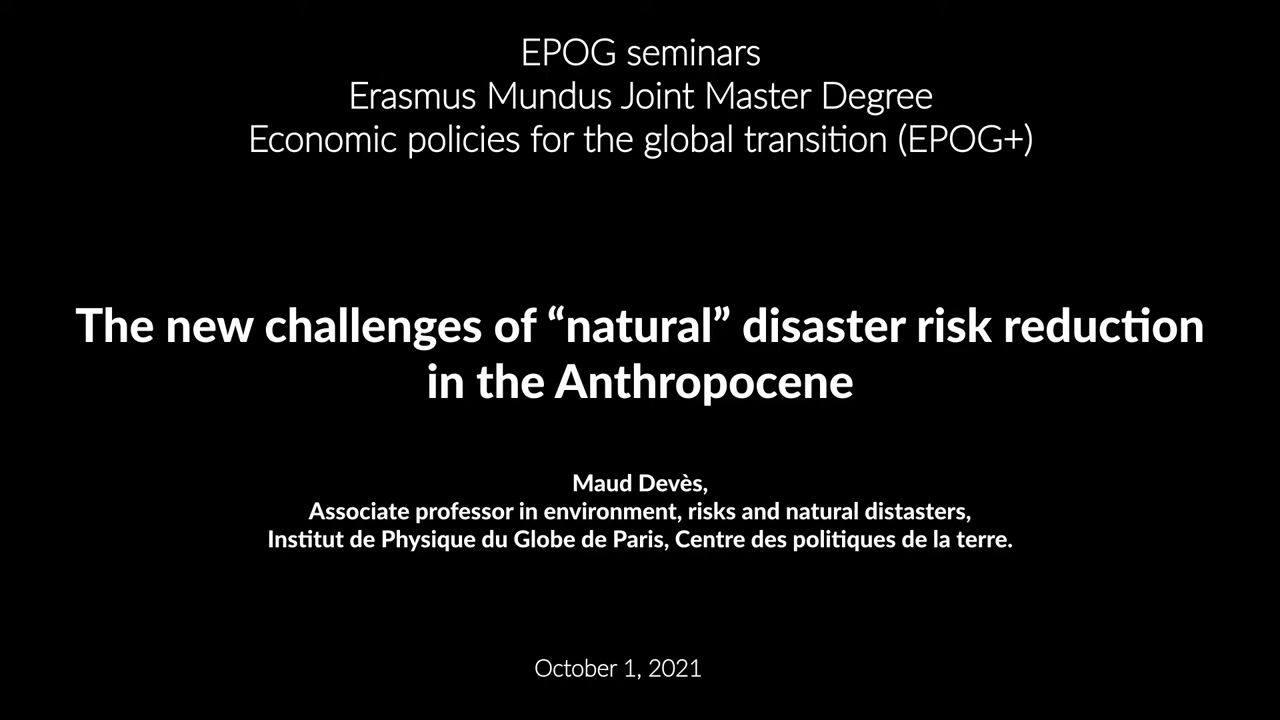 EPOG seminars
Erasmus Mundus Joint Master Degree
Economic policies for the global transition (EPOG+)
The new challenges of “natural” disaster risk reduction
in the Anthropocene
Maud Devès,
Associate professor in environment, risks and natural distasters,
Institut de Physique du Globe de Paris, Centre des politiques de la terre.
October 1, 2021